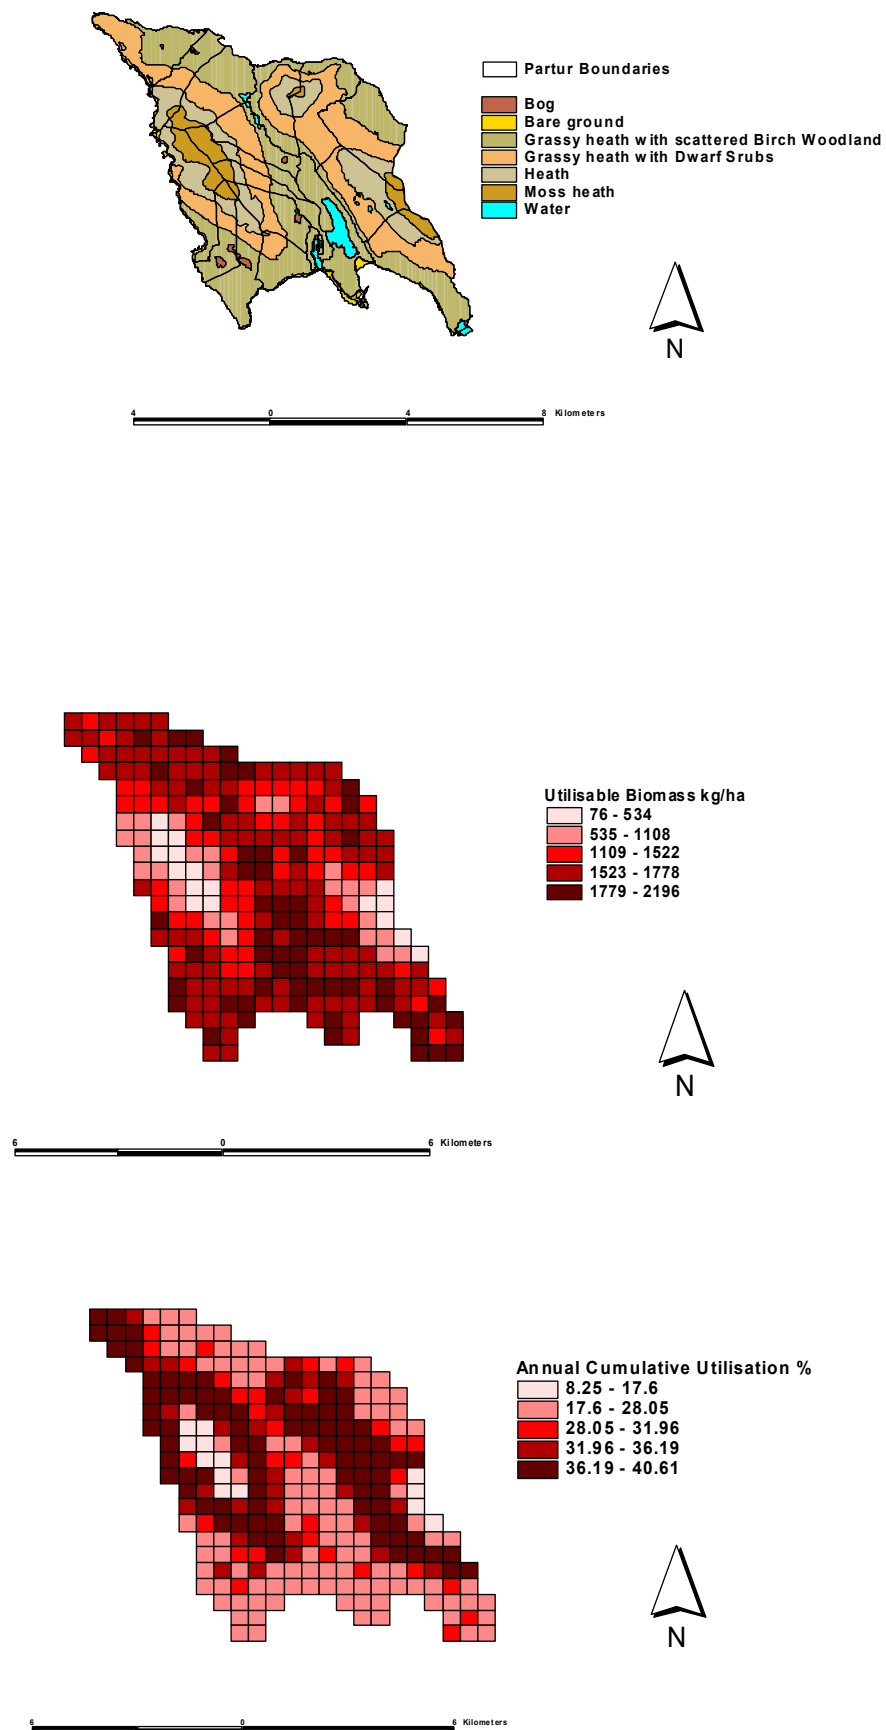 Partur Boundaries
Bog
Bare ground
Grassy heath with scattered Birch Woodland
Grassy heath with Dwarf Srubs
Heath
Moss heath
Water
N
4 0 4 8 Kilometers
Utilisable Biomass kg/ha
76 - 534
535 - 1108
1109 - 1522
1523 - 1778
1779 - 2196
N
6 0 6 Kilometers
Annual Cumulative Utilisation %
8.25 - 17.6
17.6 - 28.05
28.05 - 31.96
31.96 - 36.19
36.19 - 40.61
N
6 0 6 Kilometers